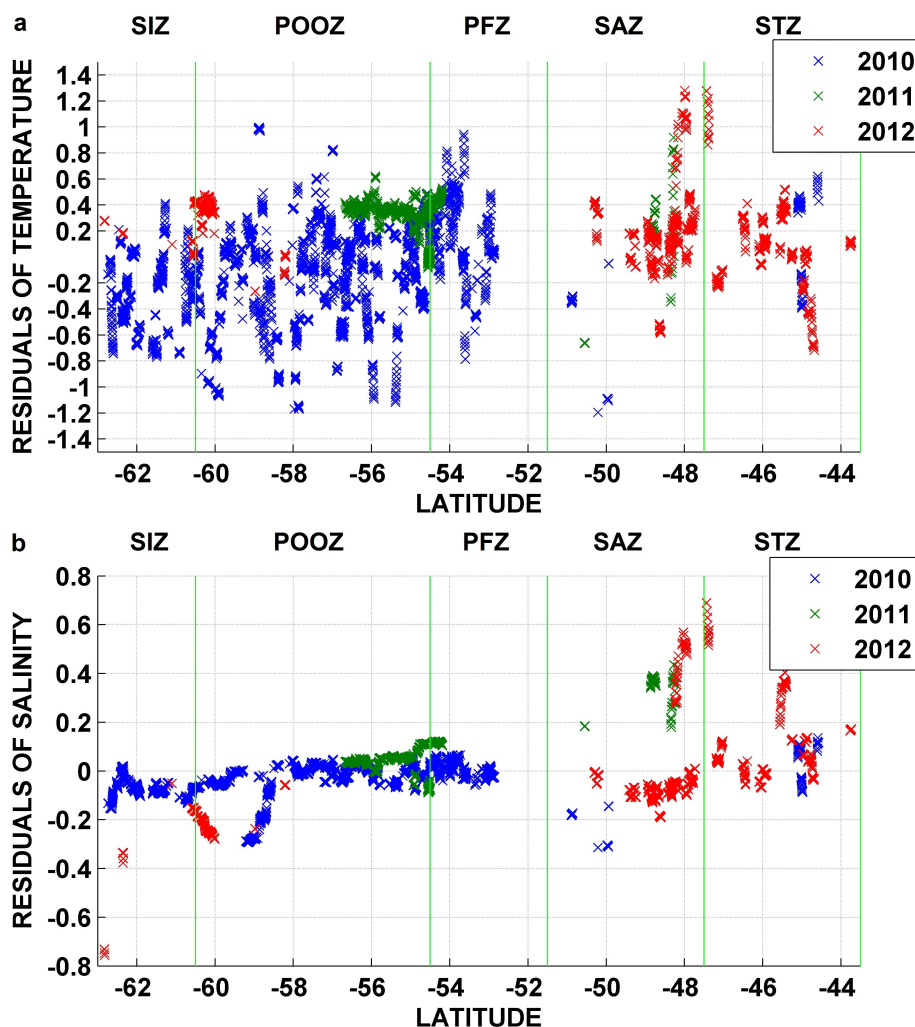 a
SIZ POOZ PFZ SAZ STZ
RESIDUALS OF TEMPERATURE
1.4
1.2
1
0.8
0.6
0.4
0.2
-0.2
-0.4
-0.6
-0.8
-1
-1.2
-1.4
2010
2011
2012
-62 -60 -58 -56 -54 -52 -50 -48 -46 -44
LATITUDE
b
SIZ POOZ PFZ SAZ STZ
RESIDUALS OF SALINITY
0.8
0.6
0.4
0.2
0
-0.2
-0.4
-0.6
-0.8
2010
2011
2012
-62 -60 -58 -56 -54 -52 -50 -48 -46 -44
LATITUDE